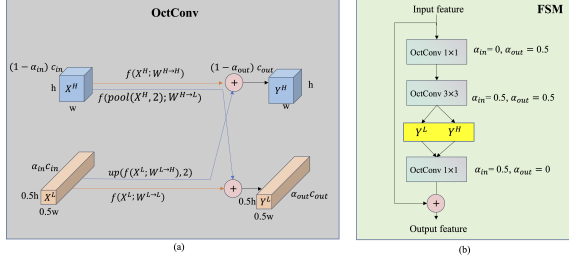 OctConv
(1 − α_in) c_in
h
X^H
w
f(X^H; W^{H→H})
f(pool(X^H, 2); W^{H→L})
(1 − α_out) c_out
+
Y^H
h
w
α_in c_in
0.5h
X^L
0.5w
up(f(X^L; W^{L→H}), 2)
f(X^L; W^{L→L})
+
0.5h
Y^L
0.5w
α_out c_out
(a)
Input feature
FSM
OctConv 1×1
α_in= 0, α_out = 0.5
OctConv 3×3
α_in= 0.5, α_out = 0.5
Y^L Y^H
OctConv 1×1
α_in= 0.5, α_out = 0
+
Output feature
(b)